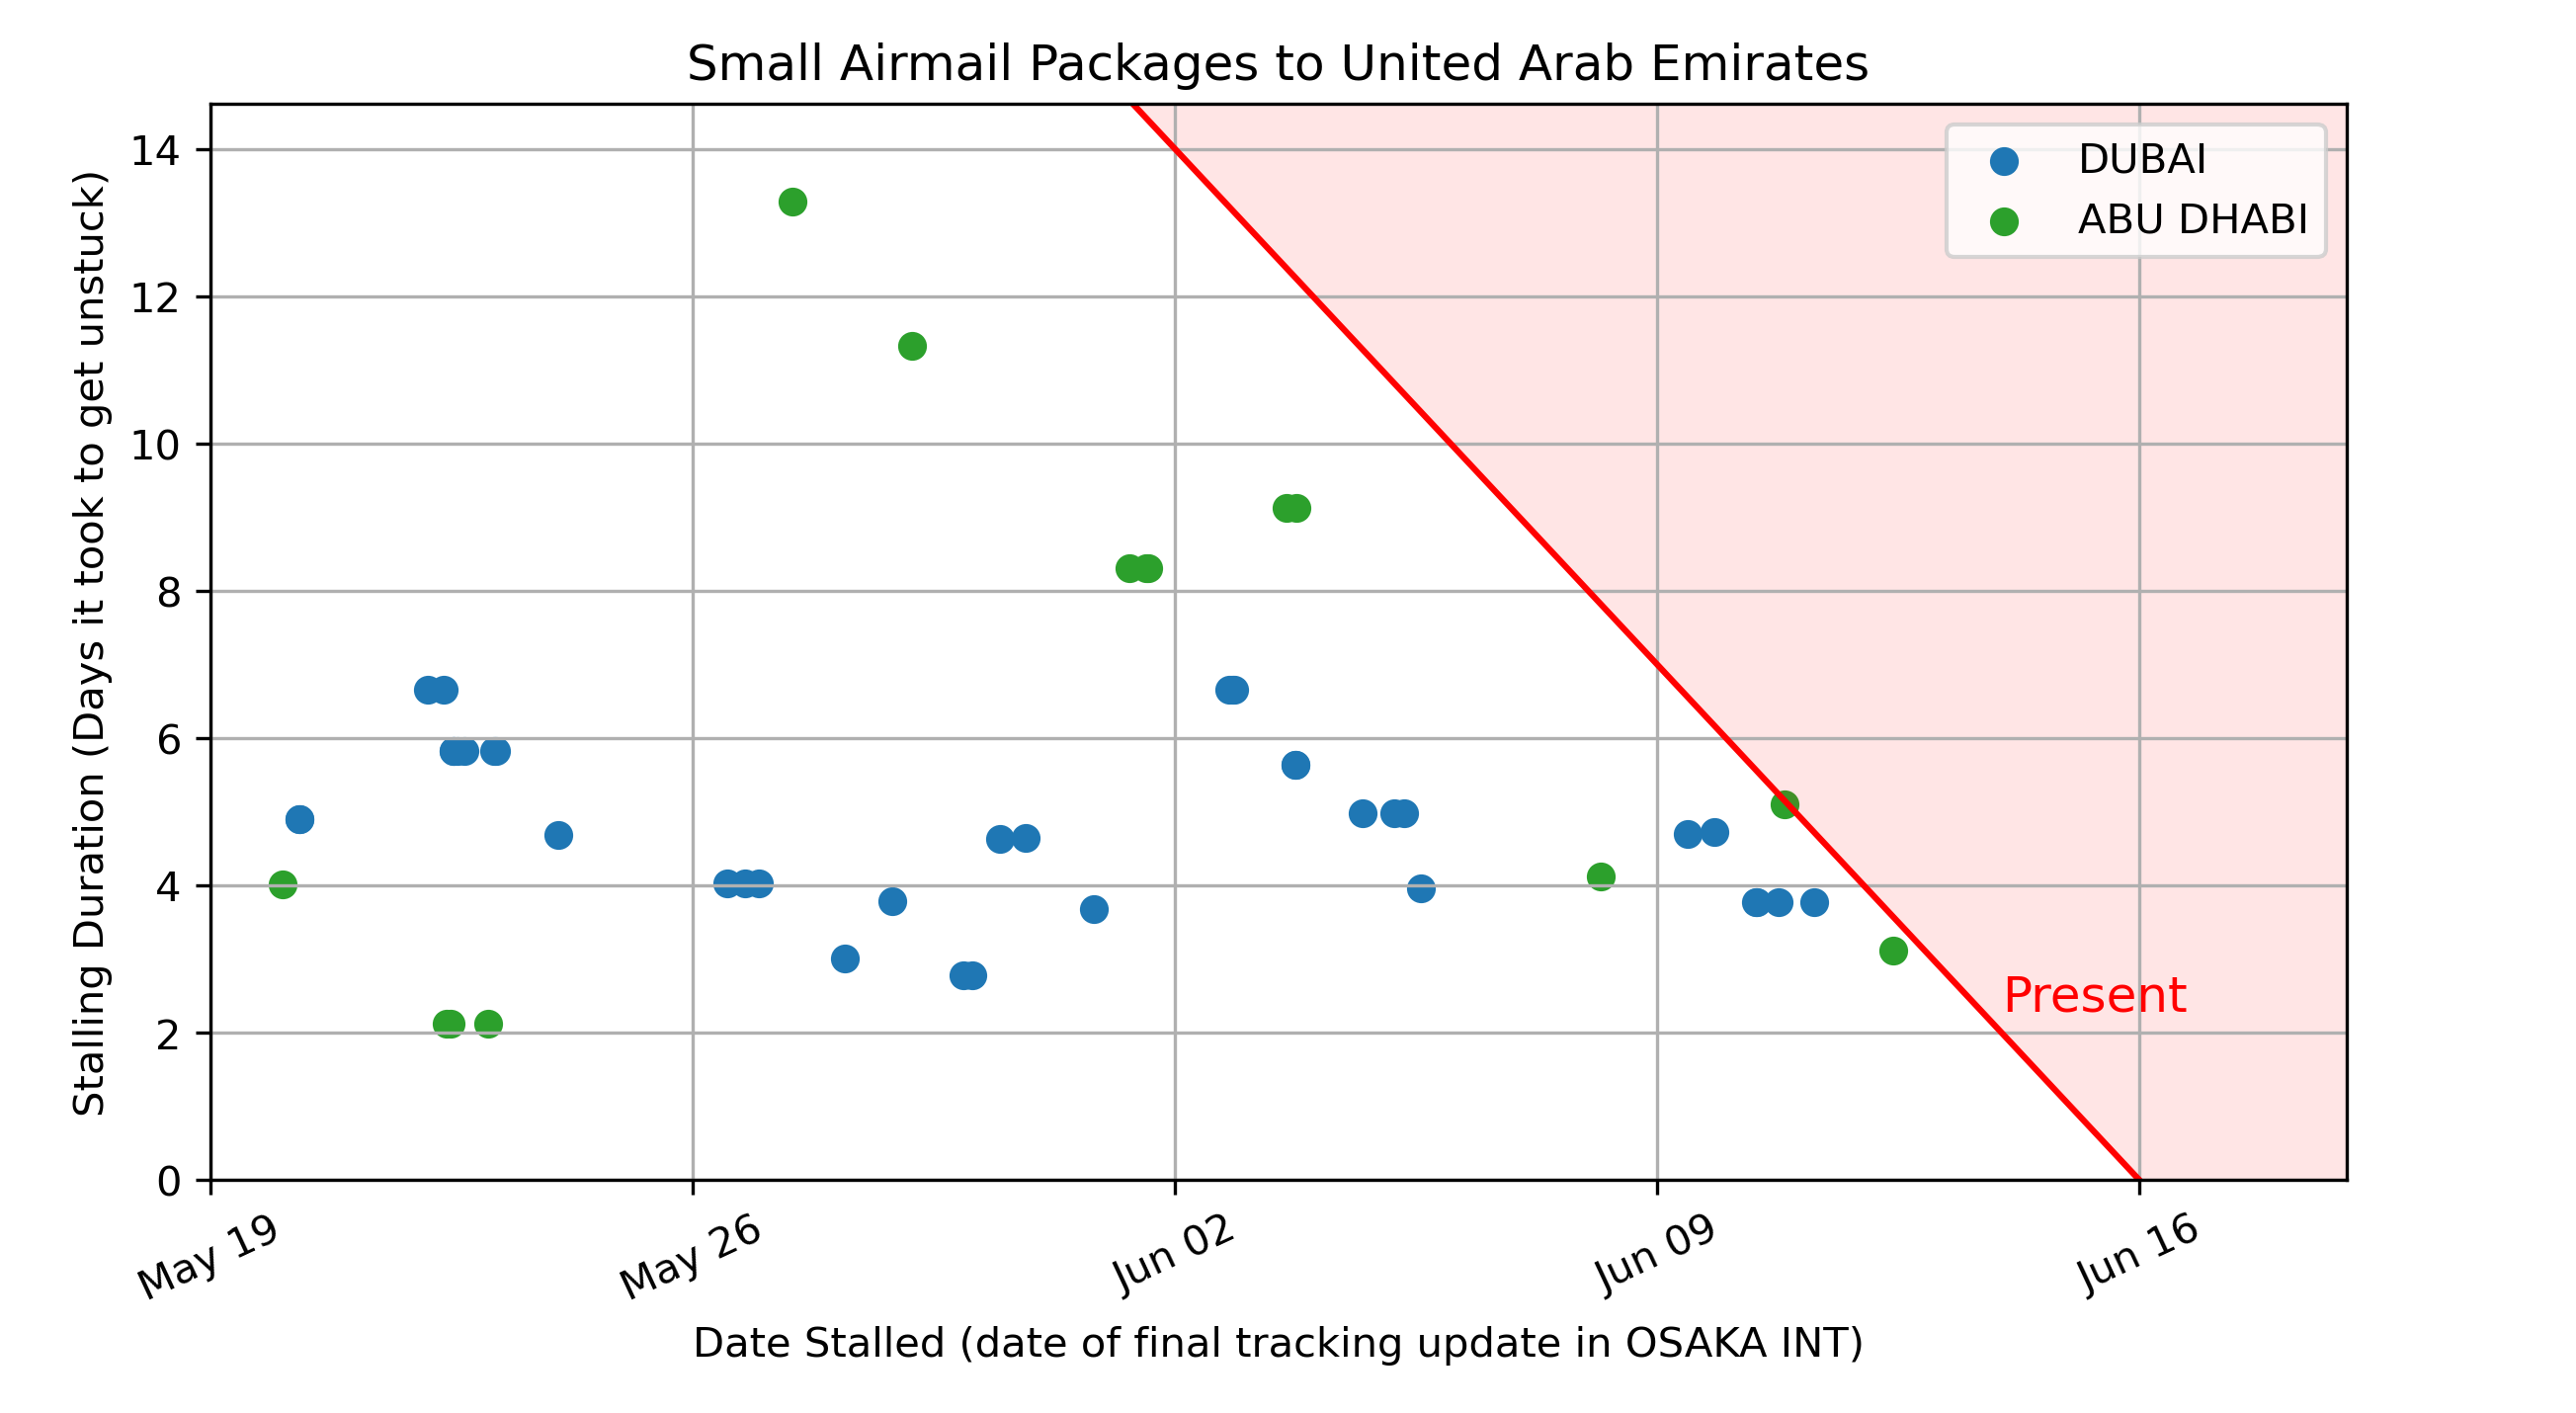 Small Airmail Packages to United Arab Emirates
Stalling Duration (Days it took to get unstuck)
14
12
10
8
6
4
2
0
DUBAI
ABU DHABI
Present
May 19
May 26
Jun 02
Jun 09
Jun 16
Date Stalled (date of final tracking update in OSAKA INT)